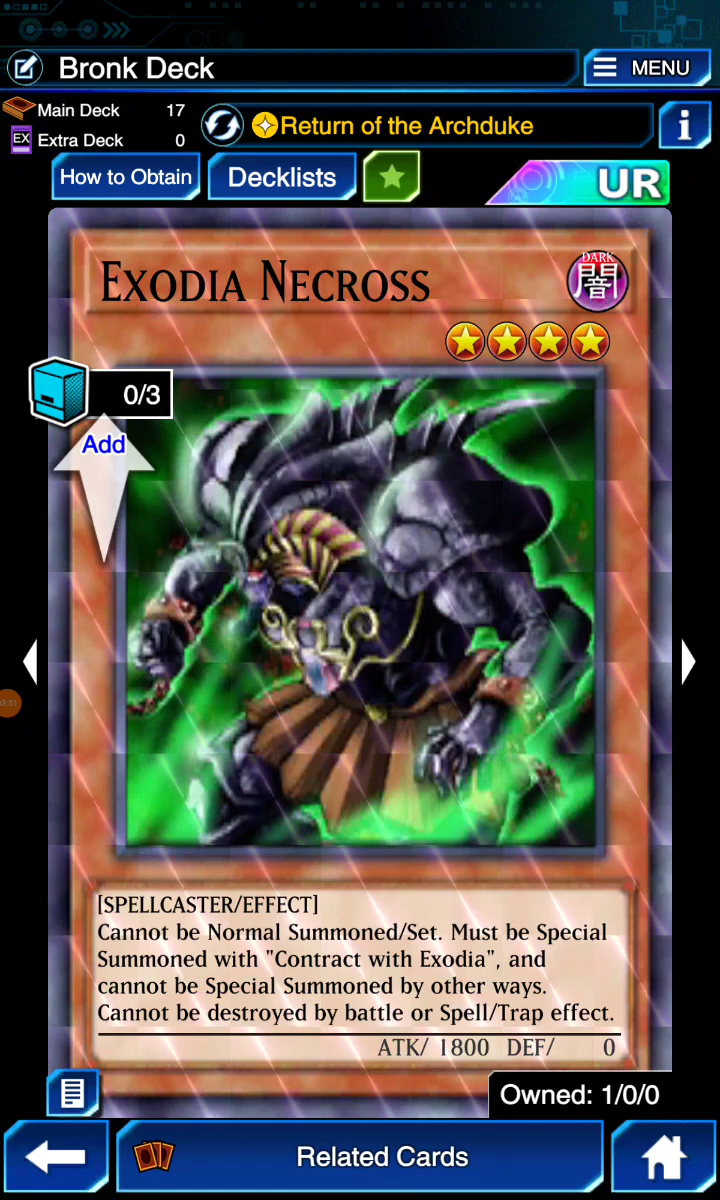 Bronk Deck
MENU
Main Deck 17
EX Extra Deck 0
Return of the Archduke
i
How to Obtain
Decklists
UR
EXODIA NECROSS
DARK
闇
0/3
Add
[SPELLCASTER/EFFECT]
Cannot be Normal Summoned/Set. Must be Special
Summoned with "Contract with Exodia", and
cannot be Special Summoned by other ways.
Cannot be destroyed by battle or Spell/Trap effect.
ATK/ 1800 DEF/ 0
Owned: 1/0/0
Related Cards